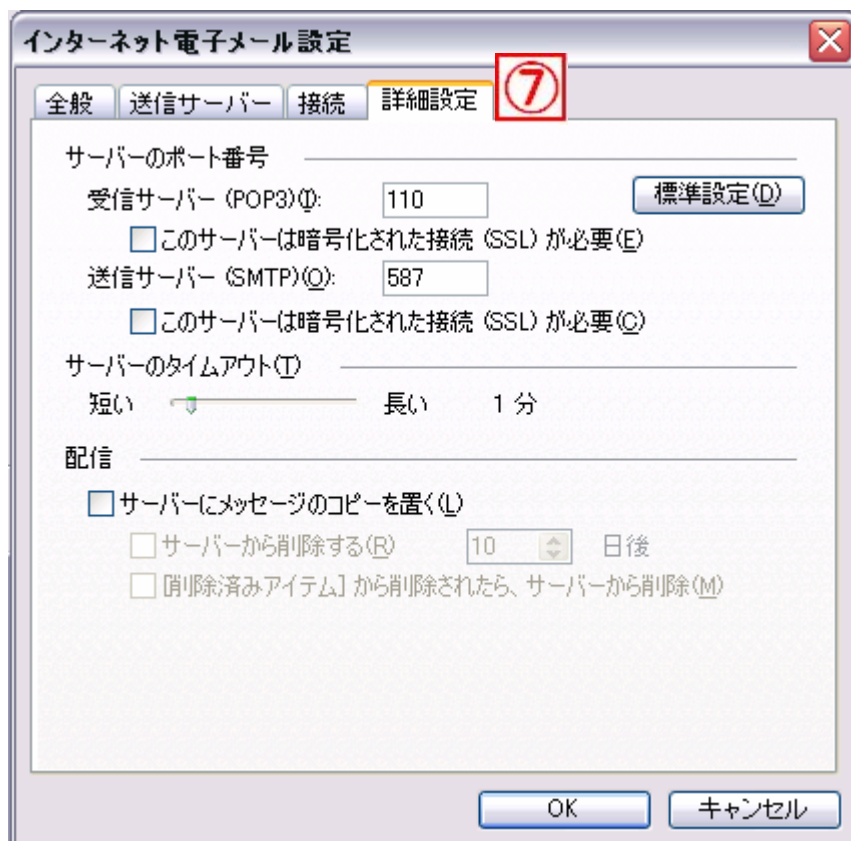 インターネット電子メール設定
⑦
全般 送信サーバー 接続 詳細設定
サーバーのポート番号
受信サーバー (POP3)(I): 110 標準設定(D)
このサーバーは暗号化された接続 (SSL) が必要(E)
送信サーバー (SMTP)(O): 587
このサーバーは暗号化された接続 (SSL) が必要(C)
サーバーのタイムアウト(T)
短い 長い 1 分
配信
サーバーにメッセージのコピーを置く(L)
サーバーから削除する(R) 10 日後
[削除済みアイテム] から削除されたら、サーバーから削除(M)
OK キャンセル